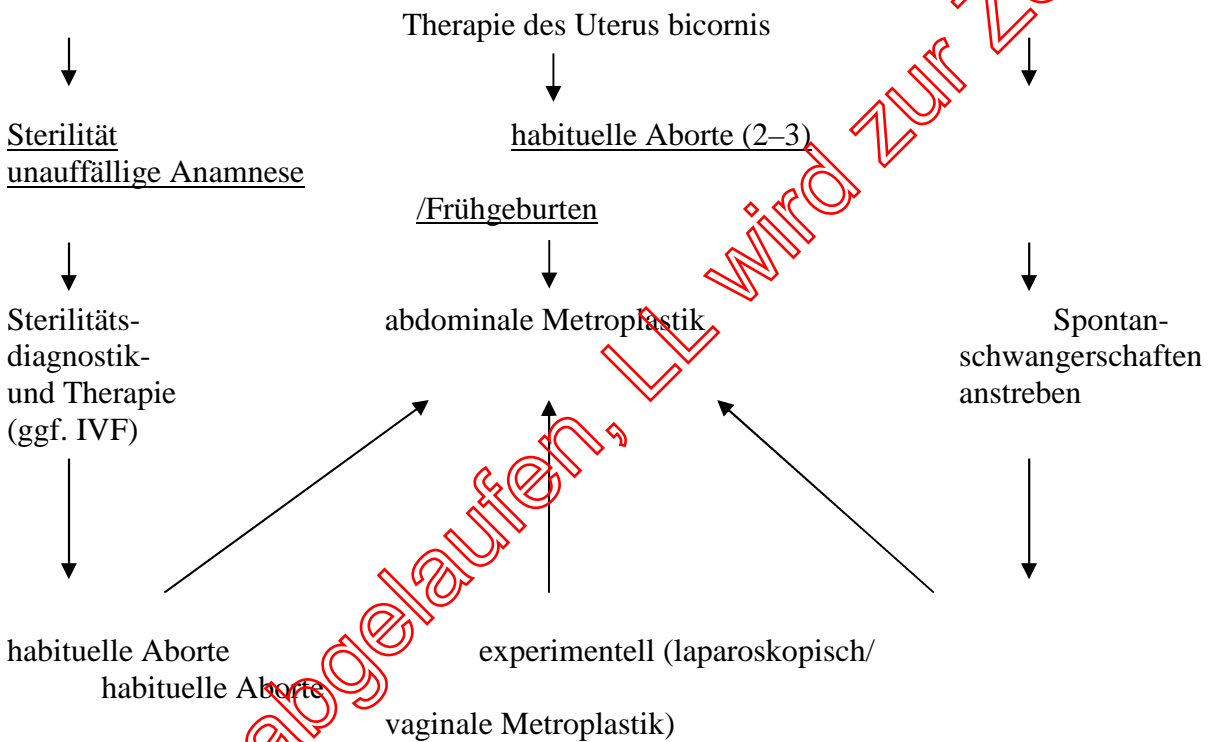 Therapie des Uterus bicornis
Sterilität
unauffällige Anamnese
habituelle Aborte (2–3)
/Frühgeburten
Sterilitäts-
diagnostik-
und Therapie
(ggf. IVF)
abdominale Metroplastik
Spontan-
schwangerschaften
anstreben
habituelle Aborte
habituelle Aborte
experimentell (laparoskopisch/
vaginale Metroplastik)
abgelaufen, LL wird zur